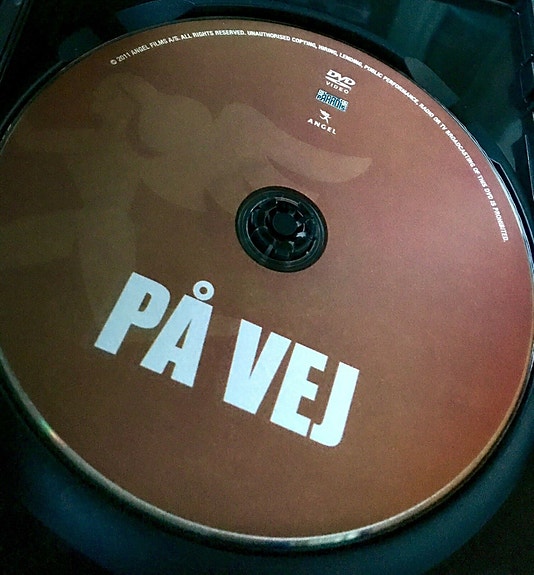 © 2011 ANGEL FILMS A/S. ALL RIGHTS RESERVED. UNAUTHORISED COPYING, HIRING, LENDING, PUBLIC PERFORMANCE, RADIO OR TV BROADCASTING OF THIS DVD IS PROHIBITED.
DVD
VIDEO
ANGEL
PÅ VEJ